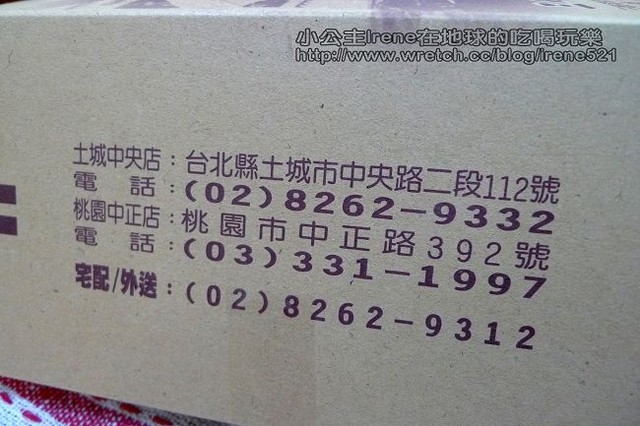 小公主Irene在地球的吃喝玩樂
http://www.wretch.cc/blog/irene521
土城中央店：台北縣土城市中央路二段112號
電話：(02)8262-9332
桃園中正店：桃園市中正路392號
電話：(03)331-1997
宅配/外送：(02)8262-9312